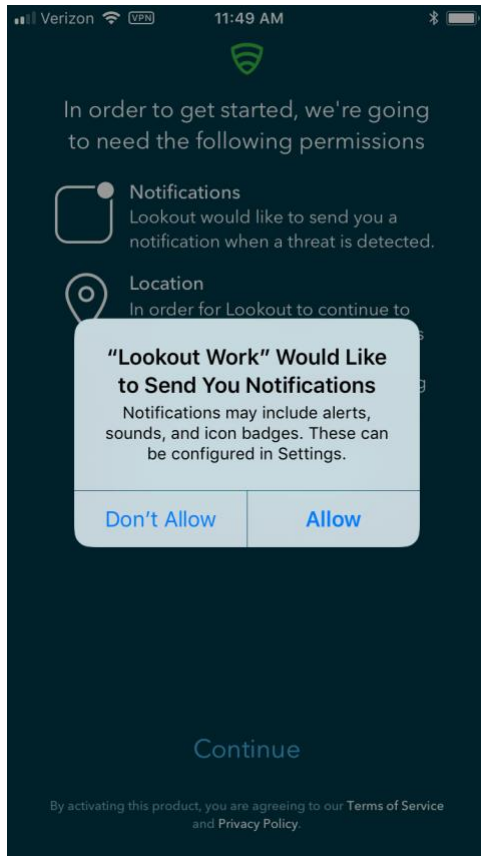 Verizon VPN 11:49 AM
In order to get started, we're going
to need the following permissions
Notifications
Lookout would like to send you a
notification when a threat is detected.
Location
In order for Lookout to continue to
“Lookout Work” Would Like
to Send You Notifications
Notifications may include alerts,
sounds, and icon badges. These can
be configured in Settings.
Don’t Allow Allow
Continue
By activating this product, you are agreeing to our Terms of Service
and Privacy Policy.